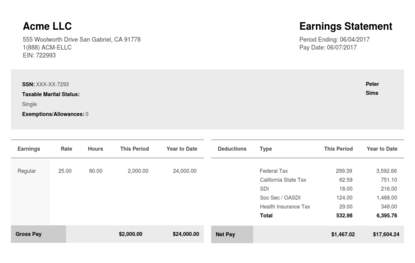 Acme LLC
555 Woolworth Drive San Gabriel, CA 91778
1(888) ACM-ELLC
EIN: 722993
Earnings Statement
Period Ending: 06/04/2017
Pay Date: 06/07/2017
SSN: XXX-XX-7293
Taxable Marital Status:
Single
Exemptions/Allowances: 0
Peter
Sims
Earnings Rate Hours This Period Year to Date
Regular 25.00 80.00 2,000.00 24,000.00
Gross Pay $2,000.00 $24,000.00
Deductions Type This Period Year to Date
Federal Tax 299.39 3,592.66
California State Tax 62.59 751.10
SDI 18.00 216.00
Soc Sec / OASDI 124.00 1,488.00
Health Insurance Tax 29.00 348.00
Total 532.98 6,395.76
Net Pay $1,467.02 $17,604.24